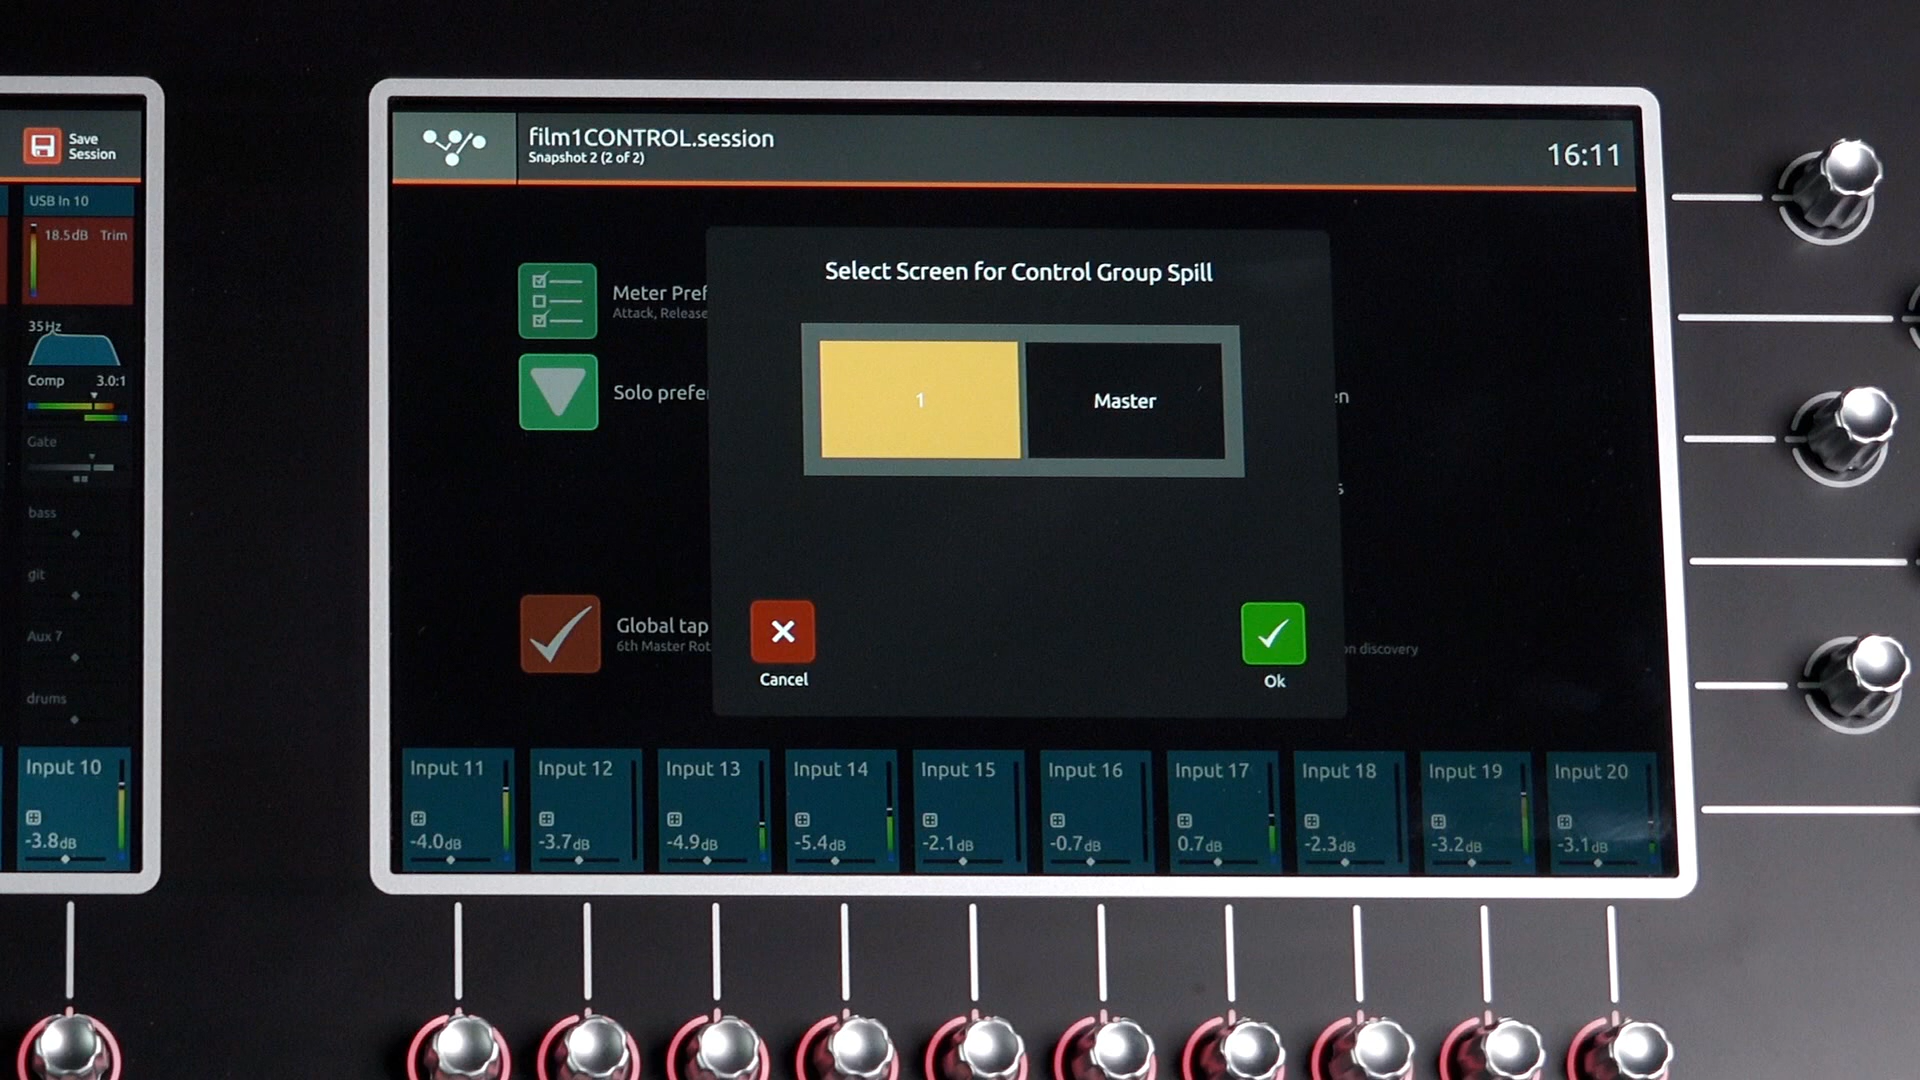 Save
Session
USB In 10
18.5dB Trim
35Hz
Comp 3.0:1
Gate
bass
git
Aux 7
drums
Input 10
-3.8dB
film1CONTROL.session
Snapshot 2 (2 of 2)
16:11
Meter Pref
Attack, Release
Solo prefe
Global tap
6th Master Rot
Select Screen for Control Group Spill
1
Master
Cancel
Ok
n discovery
Input 11
-4.0dB
Input 12
-3.7dB
Input 13
-4.9dB
Input 14
-5.4dB
Input 15
-2.1dB
Input 16
-0.7dB
Input 17
0.7dB
Input 18
-2.3dB
Input 19
-3.2dB
Input 20
-3.1dB